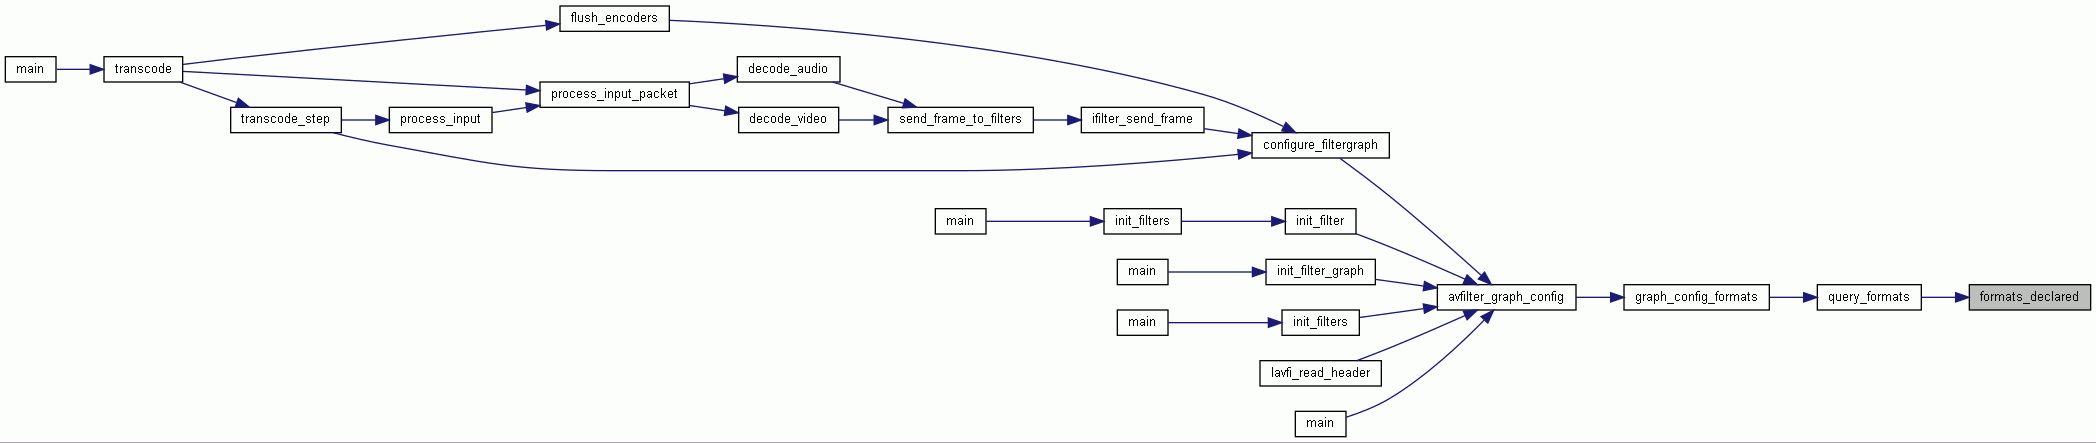 flush_encoders
main
transcode
decode_audio
process_input_packet
transcode_step
process_input
decode_video
send_frame_to_filters
ifilter_send_frame
configure_filtergraph
main
init_filters
init_filter
main
init_filter_graph
avfilter_graph_config
graph_config_formats
query_formats
formats_declared
main
init_filters
lavfi_read_header
main